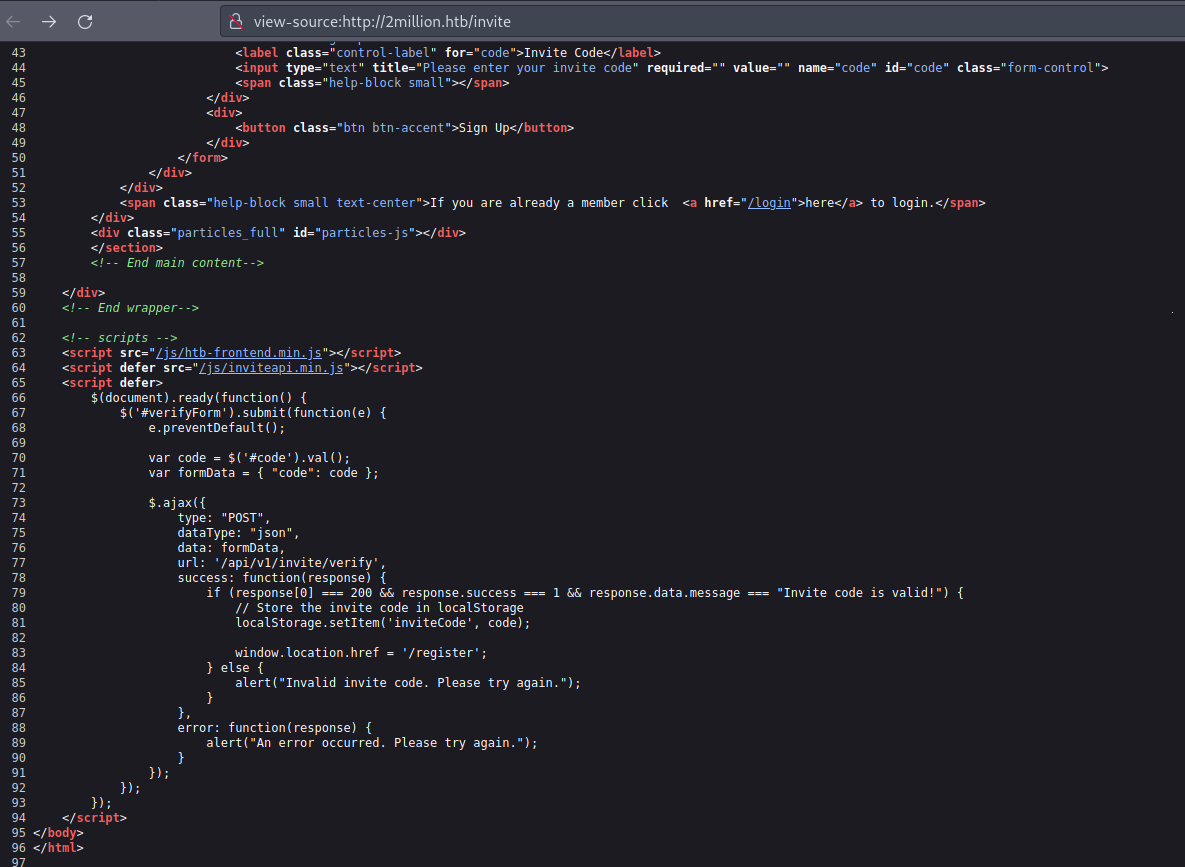 view-source:http://2million.htb/invite
43 <label class="control-label" for="code">Invite Code</label>
44 <input type="text" title="Please enter your invite code" required="" value="" name="code" id="code" class="form-control">
45 <span class="help-block small"></span>
46 </div>
47 <div>
48 <button class="btn btn-accent">Sign Up</button>
49 </div>
50 </form>
51 </div>
52 </div>
53 <span class="help-block small text-center">If you are already a member click  <a href="/login">here</a> to login.</span>
54 </div>
55 <div class="particles_full" id="particles-js"></div>
56 </section>
57 <!-- End main content-->
58
59 </div>
60 <!-- End wrapper-->
61
62 <!-- scripts -->
63 <script src="/js/htb-frontend.min.js"></script>
64 <script defer src="/js/inviteapi.min.js"></script>
65 <script defer>
66 $(document).ready(function() {
67 $('#verifyForm').submit(function(e) {
68 e.preventDefault();
69
70 var code = $('#code').val();
71 var formData = { "code": code };
72
73 $.ajax({
74 type: "POST",
75 dataType: "json",
76 data: formData,
77 url: '/api/v1/invite/verify',
78 success: function(response) {
79 if (response[0] === 200 && response.success === 1 && response.data.message === "Invite code is valid!") {
80 // Store the invite code in localStorage
81 localStorage.setItem('inviteCode', code);
82
83 window.location.href = '/register';
84 } else {
85 alert("Invalid invite code. Please try again.");
86 }
87 },
88 error: function(response) {
89 alert("An error occurred. Please try again.");
90 }
91 });
92 });
93 });
94 </script>
95 </body>
96 </html>
97